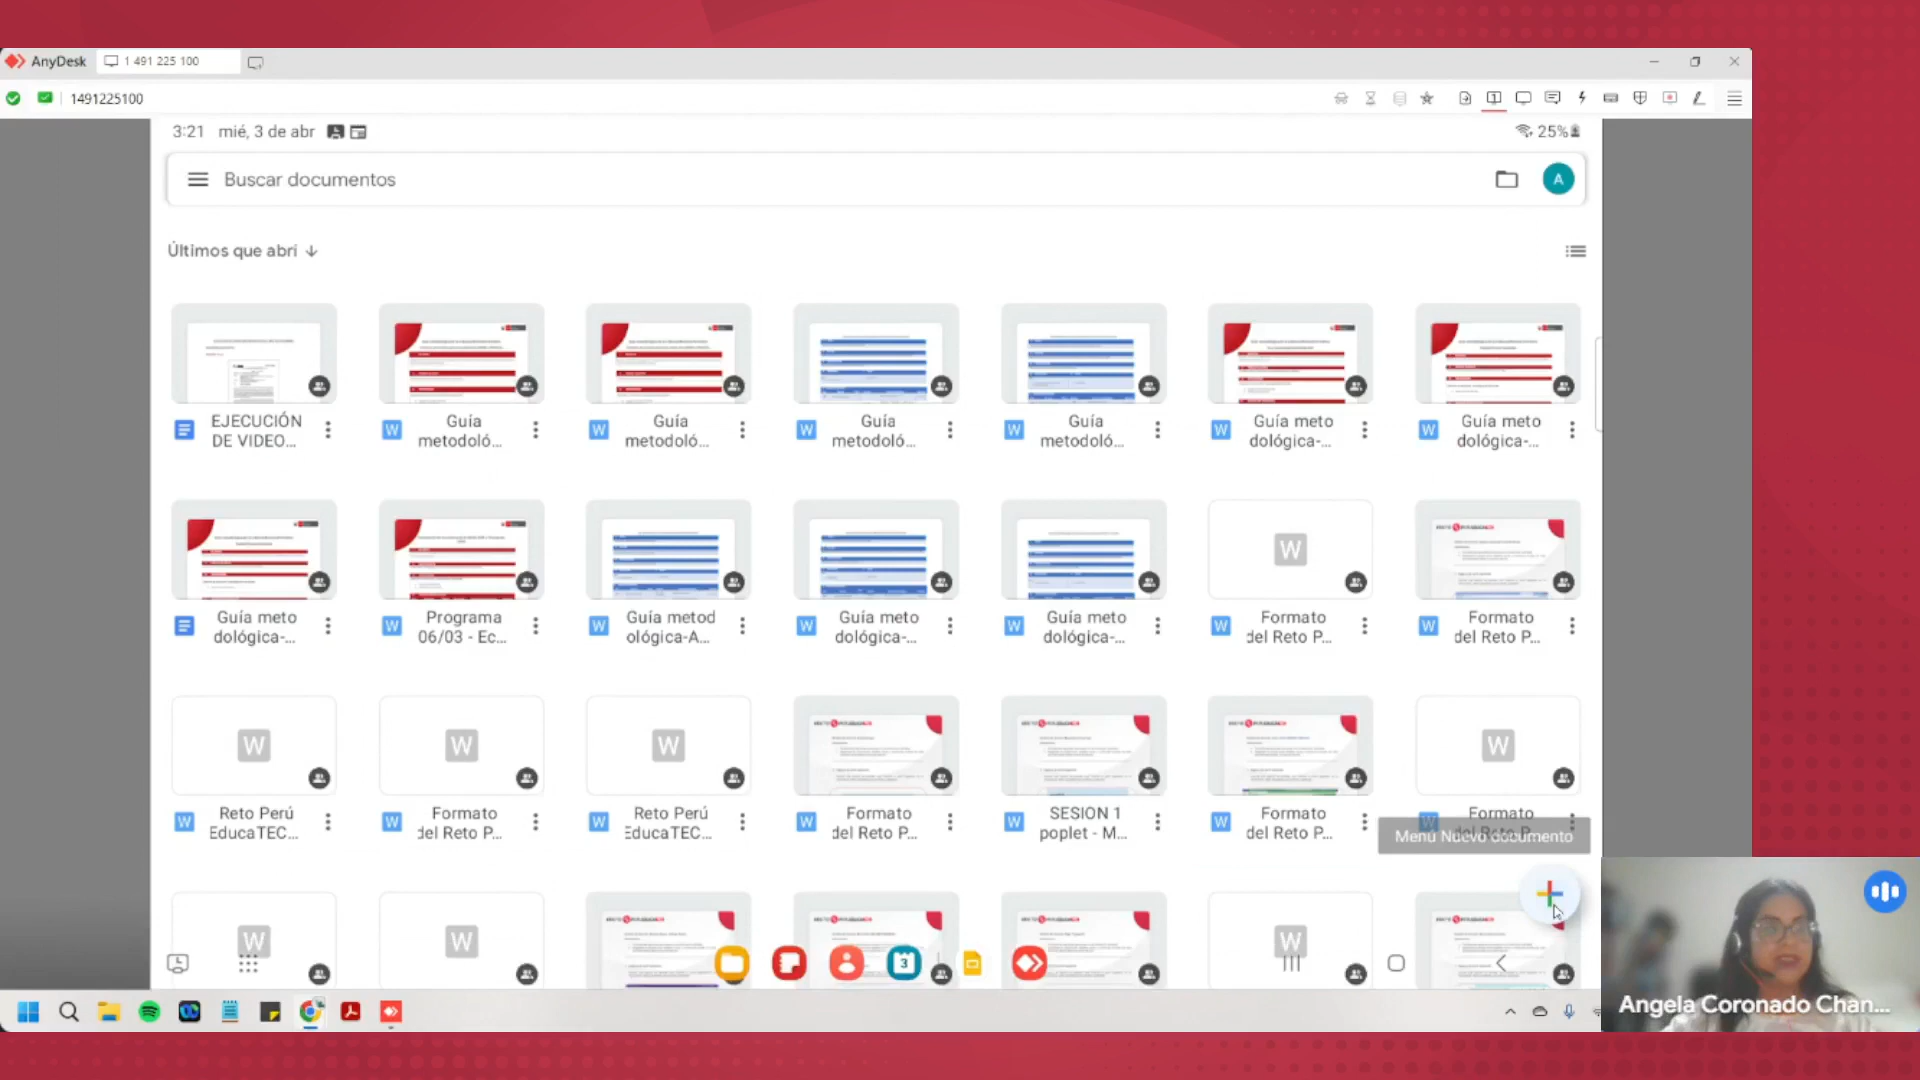 AnyDesk
1 491 225 100
1491225100
3:21 mié, 3 de abr
25%
Buscar documentos
A
Últimos que abrí
EJECUCIÓN DE VIDEO...
Guía metodoló...
Guía metodoló...
Guía metodoló...
Guía metodoló...
Guía meto dológica-...
Guía meto dológica-...
Guía meto dológica-...
Programa 06/03 - Ec...
Guía metod ológica-A...
Guía meto dológica-...
Guía meto dológica-...
Formato del Reto P...
Formato del Reto P...
Reto Perú EducaTEC...
Formato del Reto P...
Reto Perú EducaTEC...
Formato del Reto P...
SESION 1 poplet - M...
Formato del Reto P...
Formato del Reto P...
Menú Nuevo documento
3
Angela Coronado Chan...